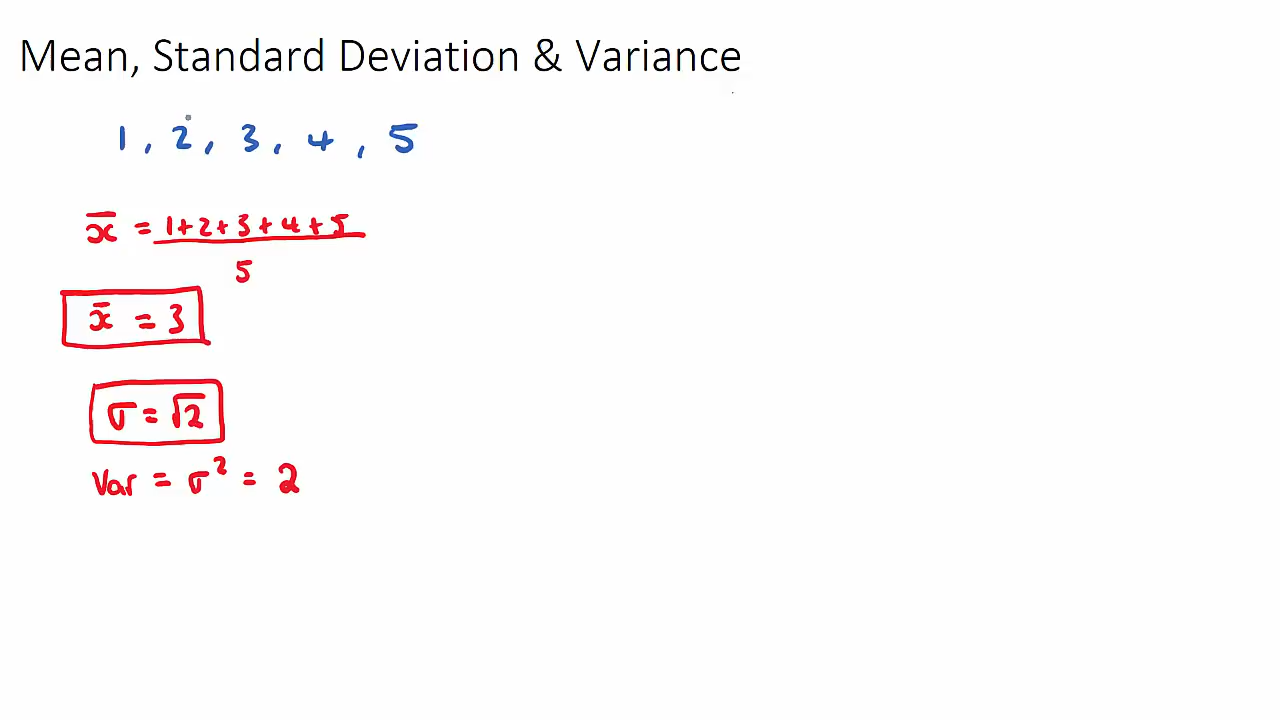 Mean, Standard Deviation & Variance
1, 2, 3, 4, 5
x̄ = 1+2+3+4+5
5
x̄ = 3
σ = √2
Var = σ² = 2